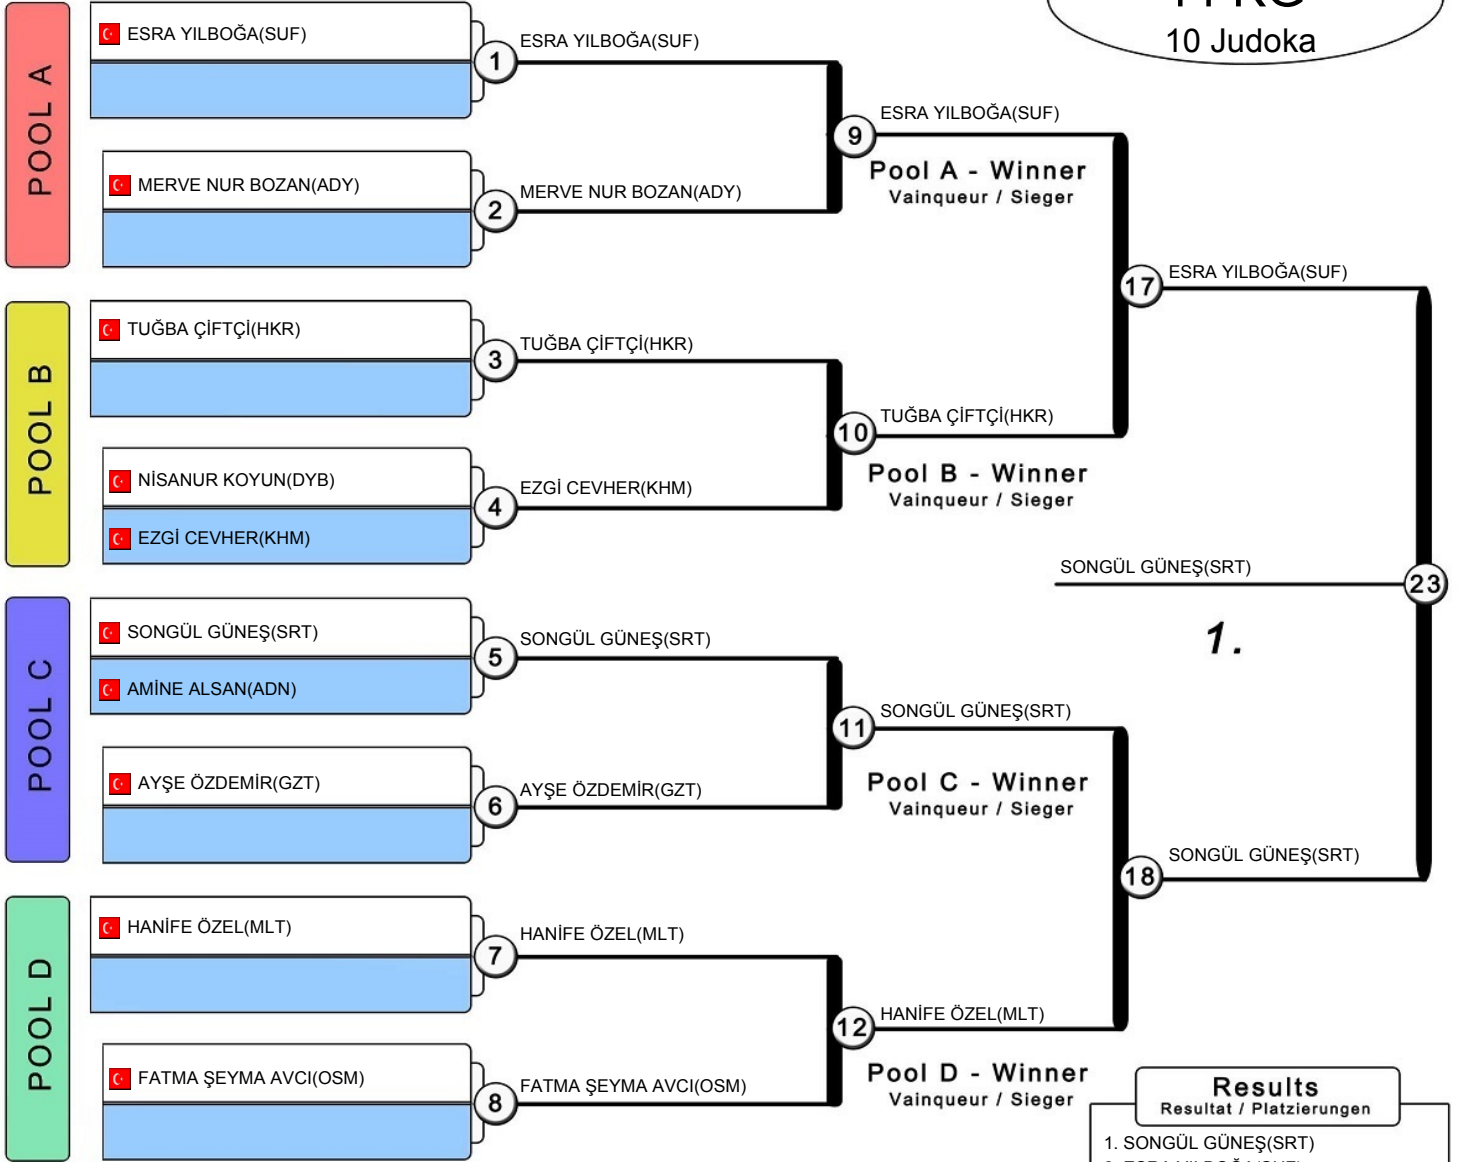 10 Judoka
POOL A
ESRA YILBOĞA(SUF)
1
ESRA YILBOĞA(SUF)
MERVE NUR BOZAN(ADY)
2
MERVE NUR BOZAN(ADY)
9
ESRA YILBOĞA(SUF)
Pool A - Winner
Vainqueur / Sieger
POOL B
TUĞBA ÇİFTÇİ(HKR)
3
TUĞBA ÇİFTÇİ(HKR)
NİSANUR KOYUN(DYB)
EZGİ CEVHER(KHM)
4
EZGİ CEVHER(KHM)
10
TUĞBA ÇİFTÇİ(HKR)
Pool B - Winner
Vainqueur / Sieger
17
ESRA YILBOĞA(SUF)
POOL C
SONGÜL GÜNEŞ(SRT)
AMİNE ALSAN(ADN)
5
SONGÜL GÜNEŞ(SRT)
AYŞE ÖZDEMİR(GZT)
6
AYŞE ÖZDEMİR(GZT)
11
SONGÜL GÜNEŞ(SRT)
Pool C - Winner
Vainqueur / Sieger
POOL D
HANİFE ÖZEL(MLT)
7
HANİFE ÖZEL(MLT)
FATMA ŞEYMA AVCI(OSM)
8
FATMA ŞEYMA AVCI(OSM)
12
HANİFE ÖZEL(MLT)
Pool D - Winner
Vainqueur / Sieger
18
SONGÜL GÜNEŞ(SRT)
SONGÜL GÜNEŞ(SRT)
23
1.
Results
Resultat / Platzierungen
1. SONGÜL GÜNEŞ(SRT)